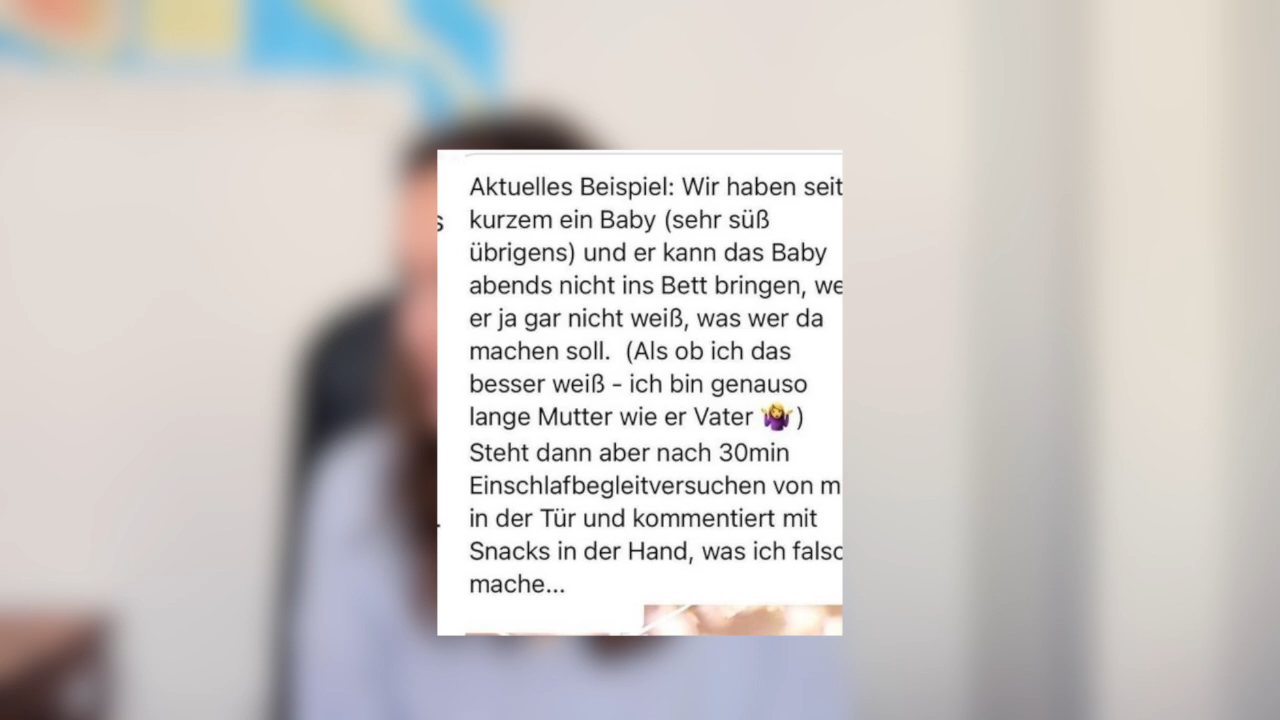 Aktuelles Beispiel: Wir haben seit
kurzem ein Baby (sehr süß
übrigens) und er kann das Baby
abends nicht ins Bett bringen, we
er ja gar nicht weiß, was wer da
machen soll. (Als ob ich das
besser weiß - ich bin genauso
lange Mutter wie er Vater 🤷‍♀️)
Steht dann aber nach 30min
Einschlafbegleitversuchen von m
in der Tür und kommentiert mit
Snacks in der Hand, was ich falsc
mache...